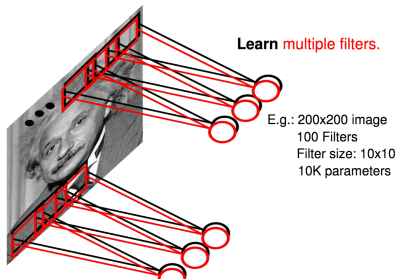 Learn multiple filters.
E.g.: 200x200 image
100 Filters
Filter size: 10x10
10K parameters